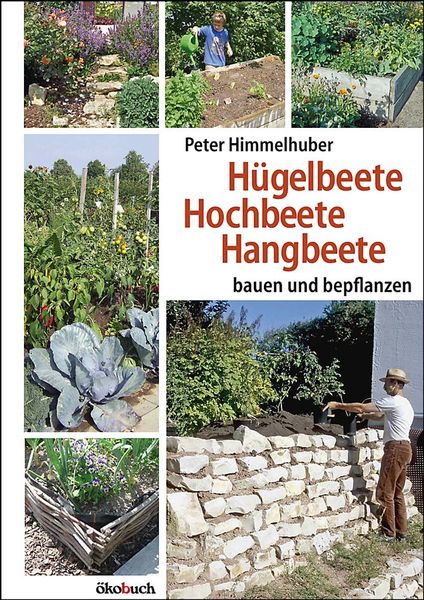 Peter Himmelhuber
Hügelbeete
Hochbeete
Hangbeete
bauen und bepflanzen
ökobuch